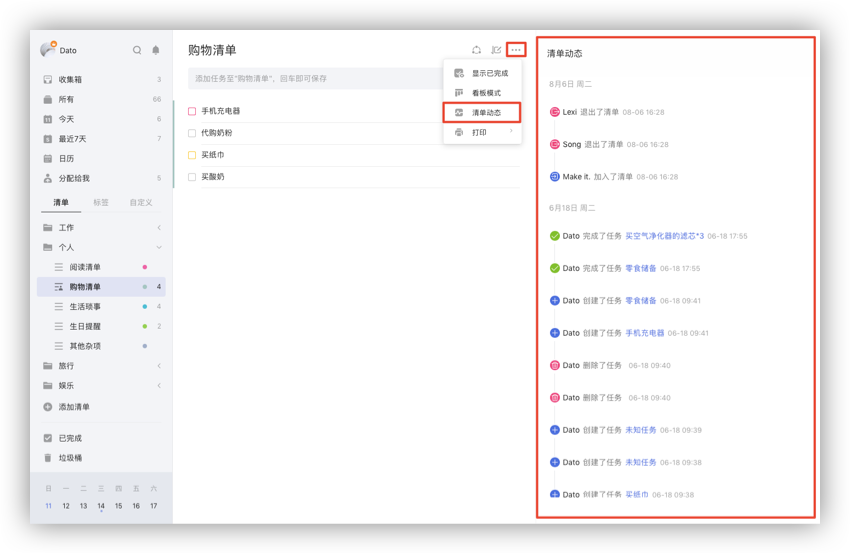 Dato
收集箱 3
所有 66
今天 6
最近7天 7
日历
分配给我 5
清单 标签 自定义
工作
个人
阅读清单
购物清单 4
生活琐事 4
生日提醒 2
其他杂项
旅行
娱乐
添加清单
已完成
垃圾桶
日 一 二 三 四 五 六
11 12 13 14 15 16 17
购物清单
添加任务至"购物清单"，回车即可保存
手机充电器
代购奶粉
买纸巾
买酸奶
显示已完成
看板模式
清单动态
打印
清单动态
8月6日 周二
Lexi 退出了清单 08-06 16:28
Song 退出了清单 08-06 16:28
Make it. 加入了清单 08-06 16:28
6月18日 周二
Dato 完成了任务 买空气净化器的滤芯*3 06-18 17:55
Dato 完成了任务 零食储备 06-18 17:55
Dato 创建了任务 零食储备 06-18 09:41
Dato 创建了任务 手机充电器 06-18 09:41
Dato 删除了任务 06-18 09:40
Dato 删除了任务 06-18 09:40
Dato 创建了任务 未知任务 06-18 09:39
Dato 创建了任务 未知任务 06-18 09:38
Dato 创建了任务 买纸巾 06-18 09:38